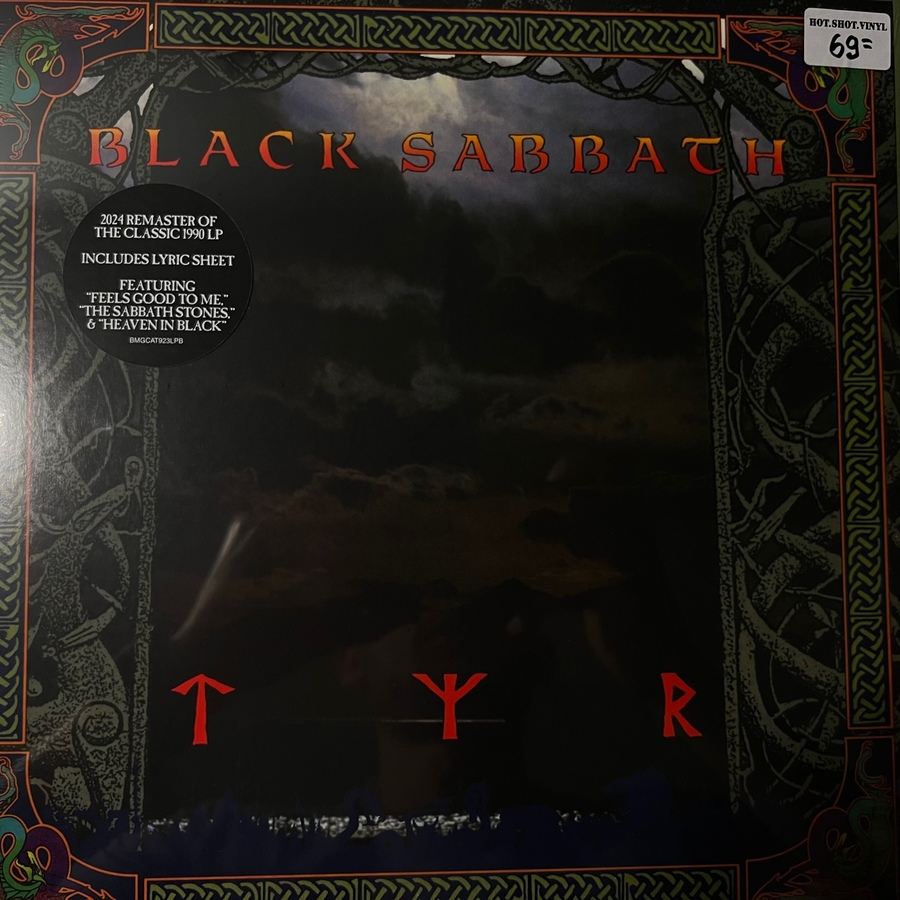 HOT.SHOT.VINYL
69=
BLACK SABBATH
2024 REMASTER OF
THE CLASSIC 1990 LP
INCLUDES LYRIC SHEET
FEATURING
"FEELS GOOD TO ME,"
"THE SABBATH STONES,"
& "HEAVEN IN BLACK"
BMGCAT923LPB
ᛏ ᛉ ᚱ